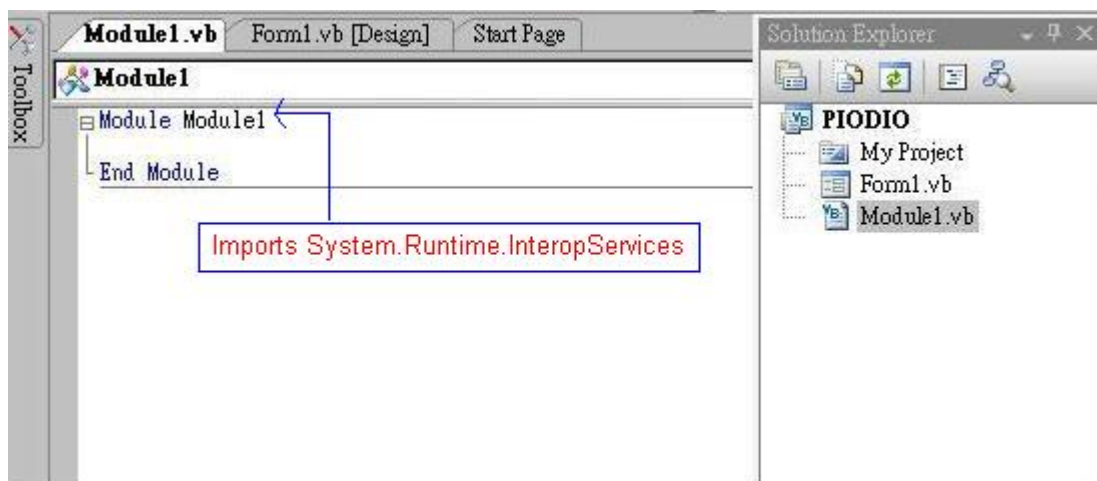 Toolbox
Module1.vb Form1.vb [Design] Start Page
Module1
Module Module1
End Module
Imports System.Runtime.InteropServices
Solution Explorer
PIODIO
My Project
Form1.vb
Module1.vb